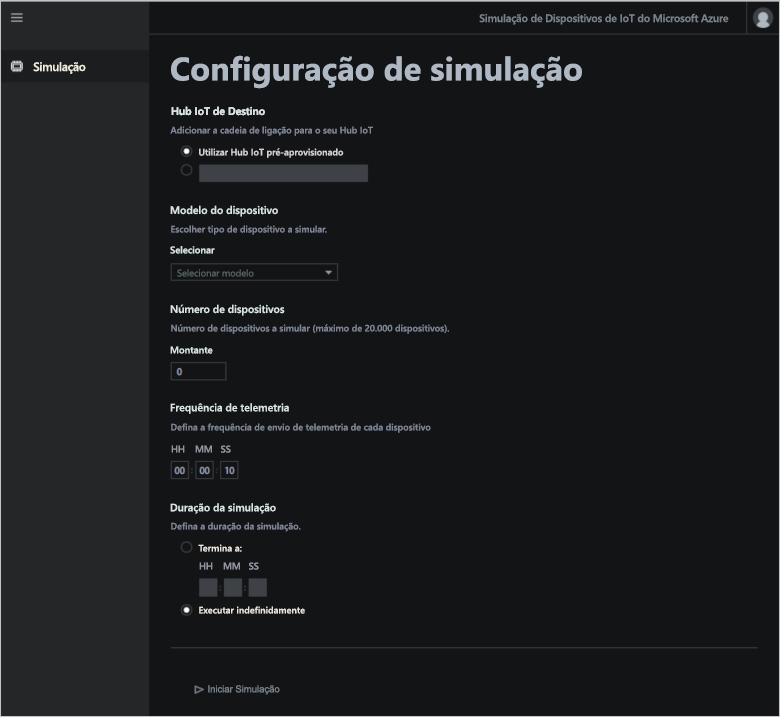 Simulação de Dispositivos de IoT do Microsoft Azure
Simulação
Configuração de simulação
Hub IoT de Destino
Adicionar a cadeia de ligação para o seu Hub IoT
Utilizar Hub IoT pré-aprovisionado
Modelo do dispositivo
Escolher tipo de dispositivo a simular.
Selecionar
Selecionar modelo
Número de dispositivos
Número de dispositivos a simular (máximo de 20.000 dispositivos).
Montante
0
Frequência de telemetria
Defina a frequência de envio de telemetria de cada dispositivo
HH MM SS
00 : 00 : 10
Duração da simulação
Defina a duração da simulação.
Termina a:
HH MM SS
: :
Executar indefinidamente
Iniciar Simulação